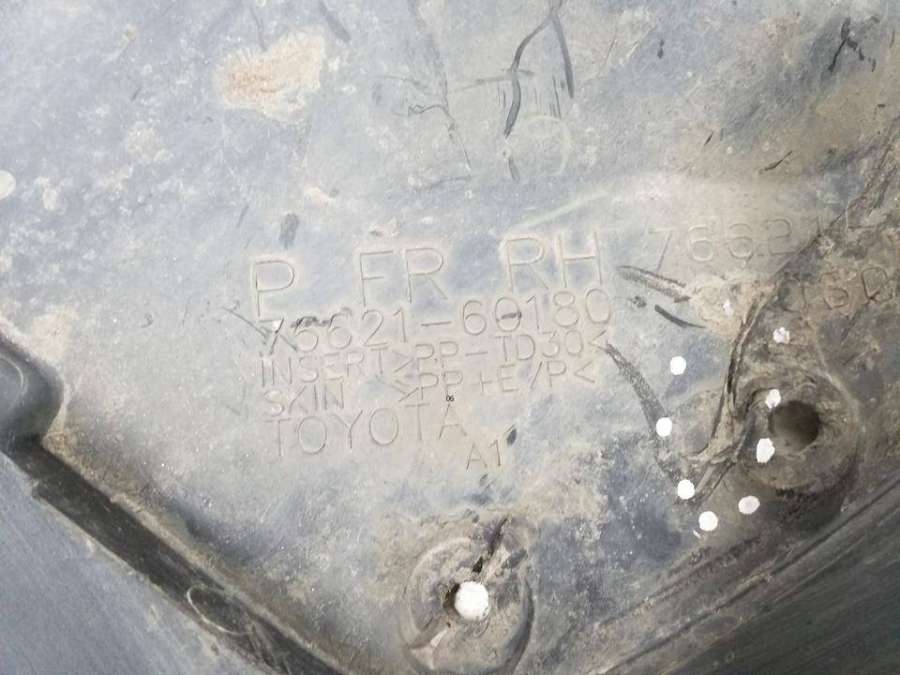 P FR RH
75621-60180
INSERT>PP-TD30<
SKIN >PP+E/P<
TOYOTA
A1